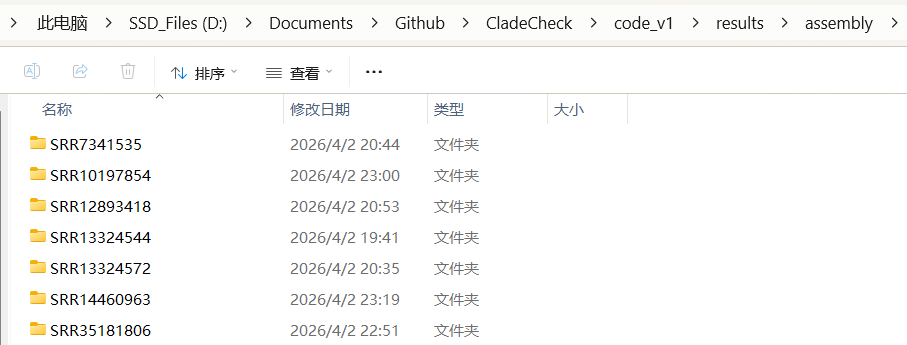 此电脑 SSD_Files (D:) Documents Github CladeCheck code_v1 results assembly
排序 查看 ...
名称 修改日期 类型 大小
SRR7341535 2026/4/2 20:44 文件夹
SRR10197854 2026/4/2 23:00 文件夹
SRR12893418 2026/4/2 20:53 文件夹
SRR13324544 2026/4/2 19:41 文件夹
SRR13324572 2026/4/2 20:35 文件夹
SRR14460963 2026/4/2 23:19 文件夹
SRR35181806 2026/4/2 22:51 文件夹